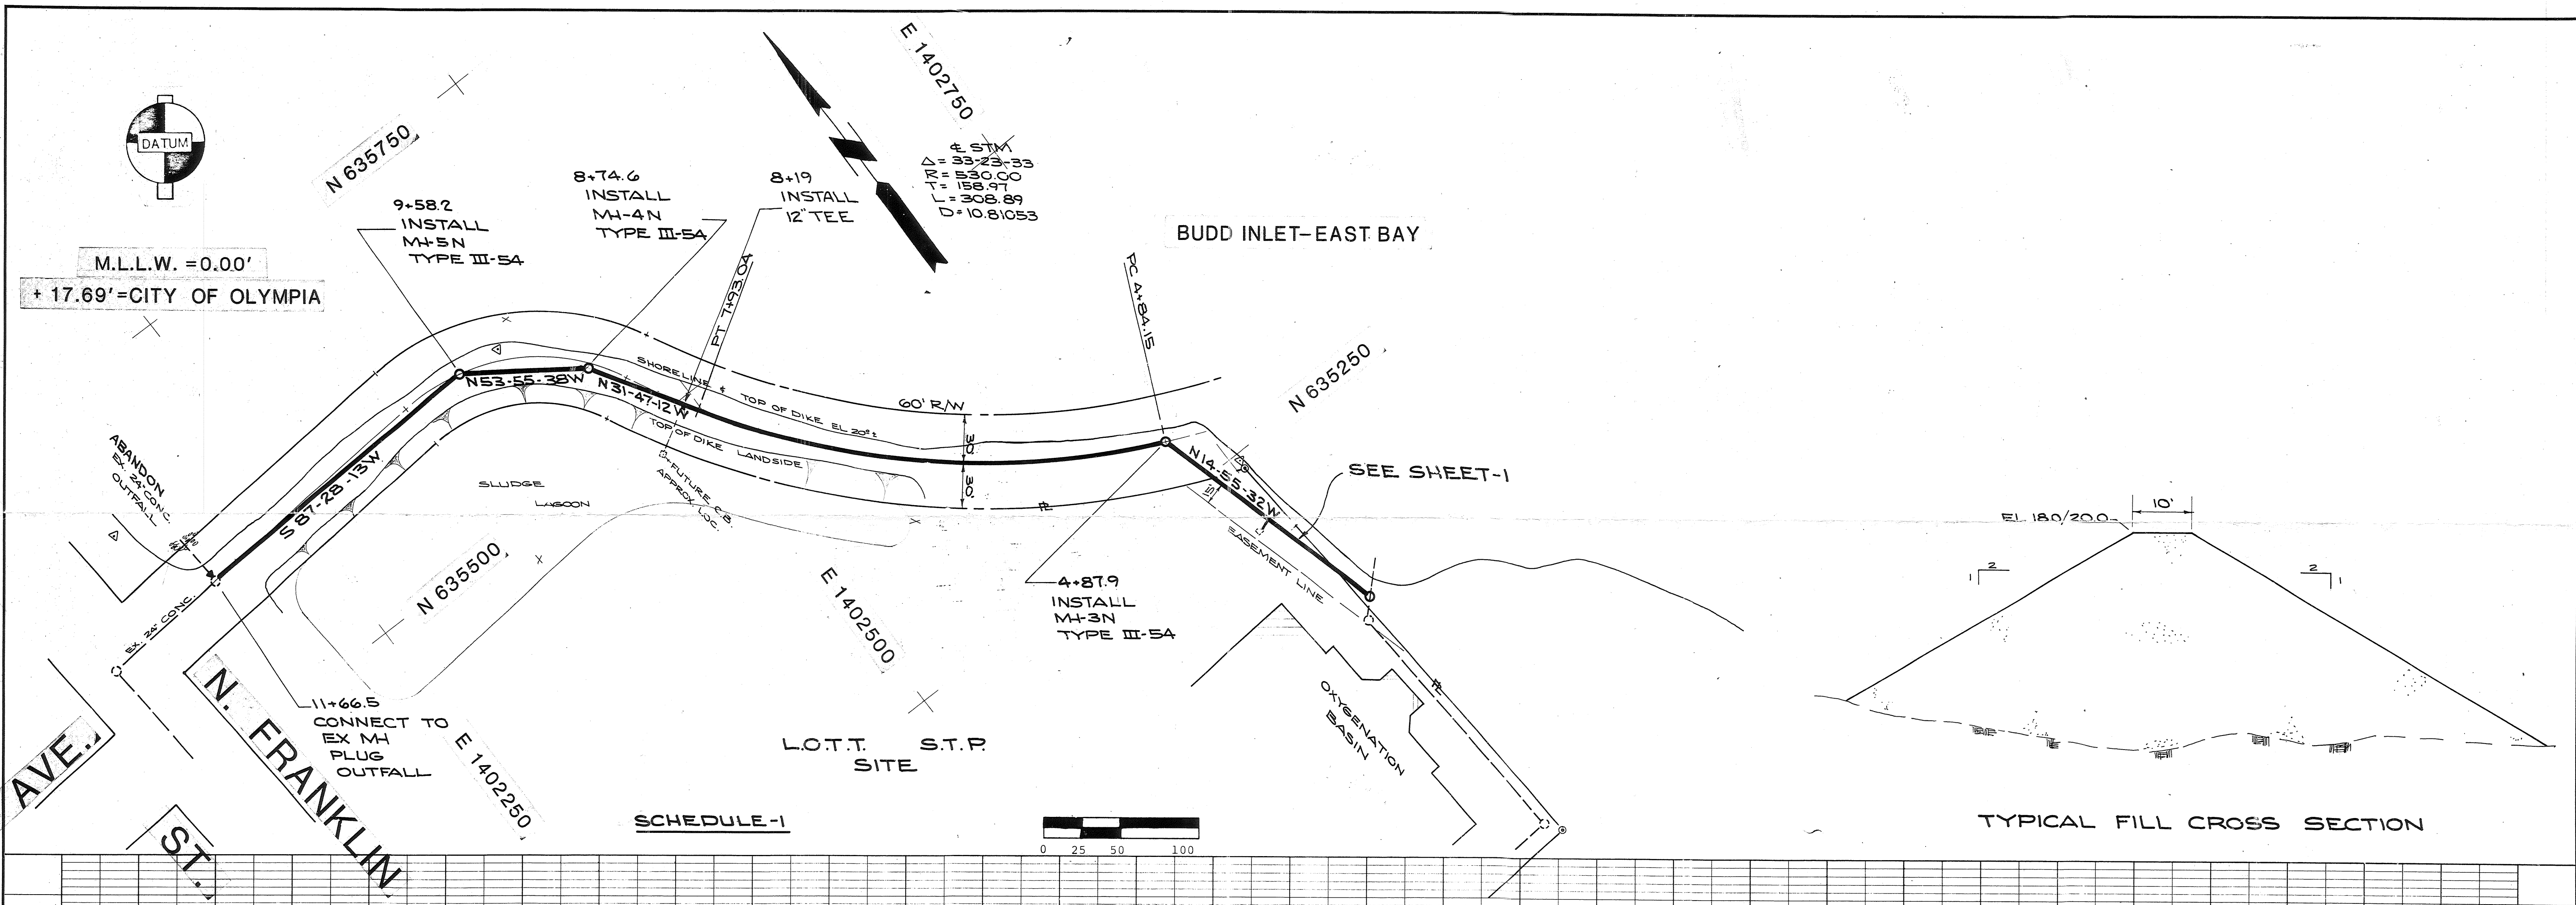 DATUM
M.L.L.W. =0.00'
+ 17.69'=CITY OF OLYMPIA
N 635750
E 1402750
℄ STM
Δ= 33-23-33
R= 530.00
T= 158.97
L= 308.89
D=10.81053
9+58.2
INSTALL
MH-5N
TYPE III-54
8+74.6
INSTALL
MH-4N
TYPE III-54
8+19
INSTALL
12" TEE
PT 7+93.04
BUDD INLET-EAST BAY
PC 4+84.15
N 635250
N53-55-38W
N31-47-12W
SHORELINE
TOP OF DIKE EL 20⁰±
60' R/W
30'
30'
TOP OF DIKE LANDSIDE
FUTURE C.B.
APPROX LOC.
SLUDGE
LAGOON
ABANDON
EX. 24" CONC.
OUTFALL
S 87-28-13W
EX. 24" CONC.
N 635500
E 1402500
N14-55-32W
15'
EASEMENT LINE
SEE SHEET-1
℄
4+87.9
INSTALL
MH-3N
TYPE III-54
11+66.5
CONNECT TO
EX MH
PLUG
OUTFALL
E 1402250
AVE.
N. FRANKLIN
ST.
L.O.T.T. S.T.P.
SITE
OXYGENATION
BASIN
SCHEDULE-1
0 25 50 100
EL 18.0/20.0
10'
2
1
2
1
TYPICAL FILL CROSS SECTION